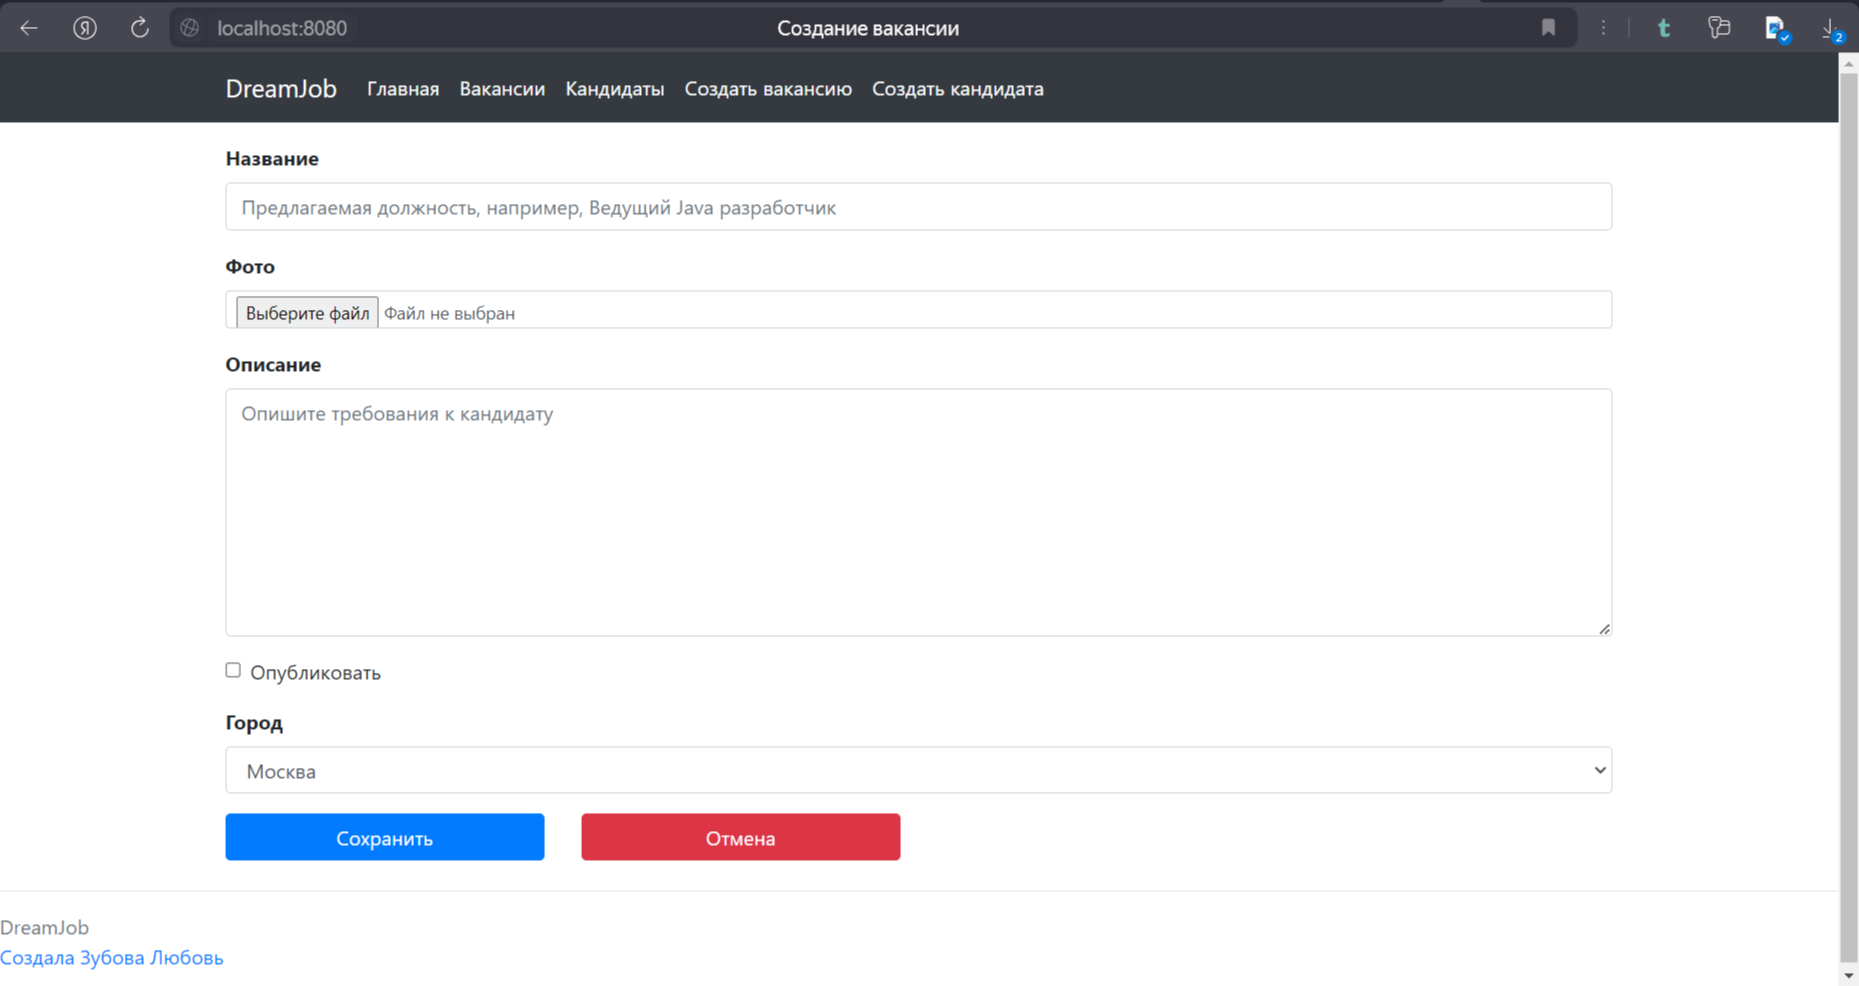 Я localhost:8080 Создание вакансии t 2
DreamJob Главная Вакансии Кандидаты Создать вакансию Создать кандидата
Название
Предлагаемая должность, например, Ведущий Java разработчик
Фото
Выберите файл Файл не выбран
Описание
Опишите требования к кандидату
Опубликовать
Город
Москва
Сохранить Отмена
DreamJob
Создала Зубова Любовь